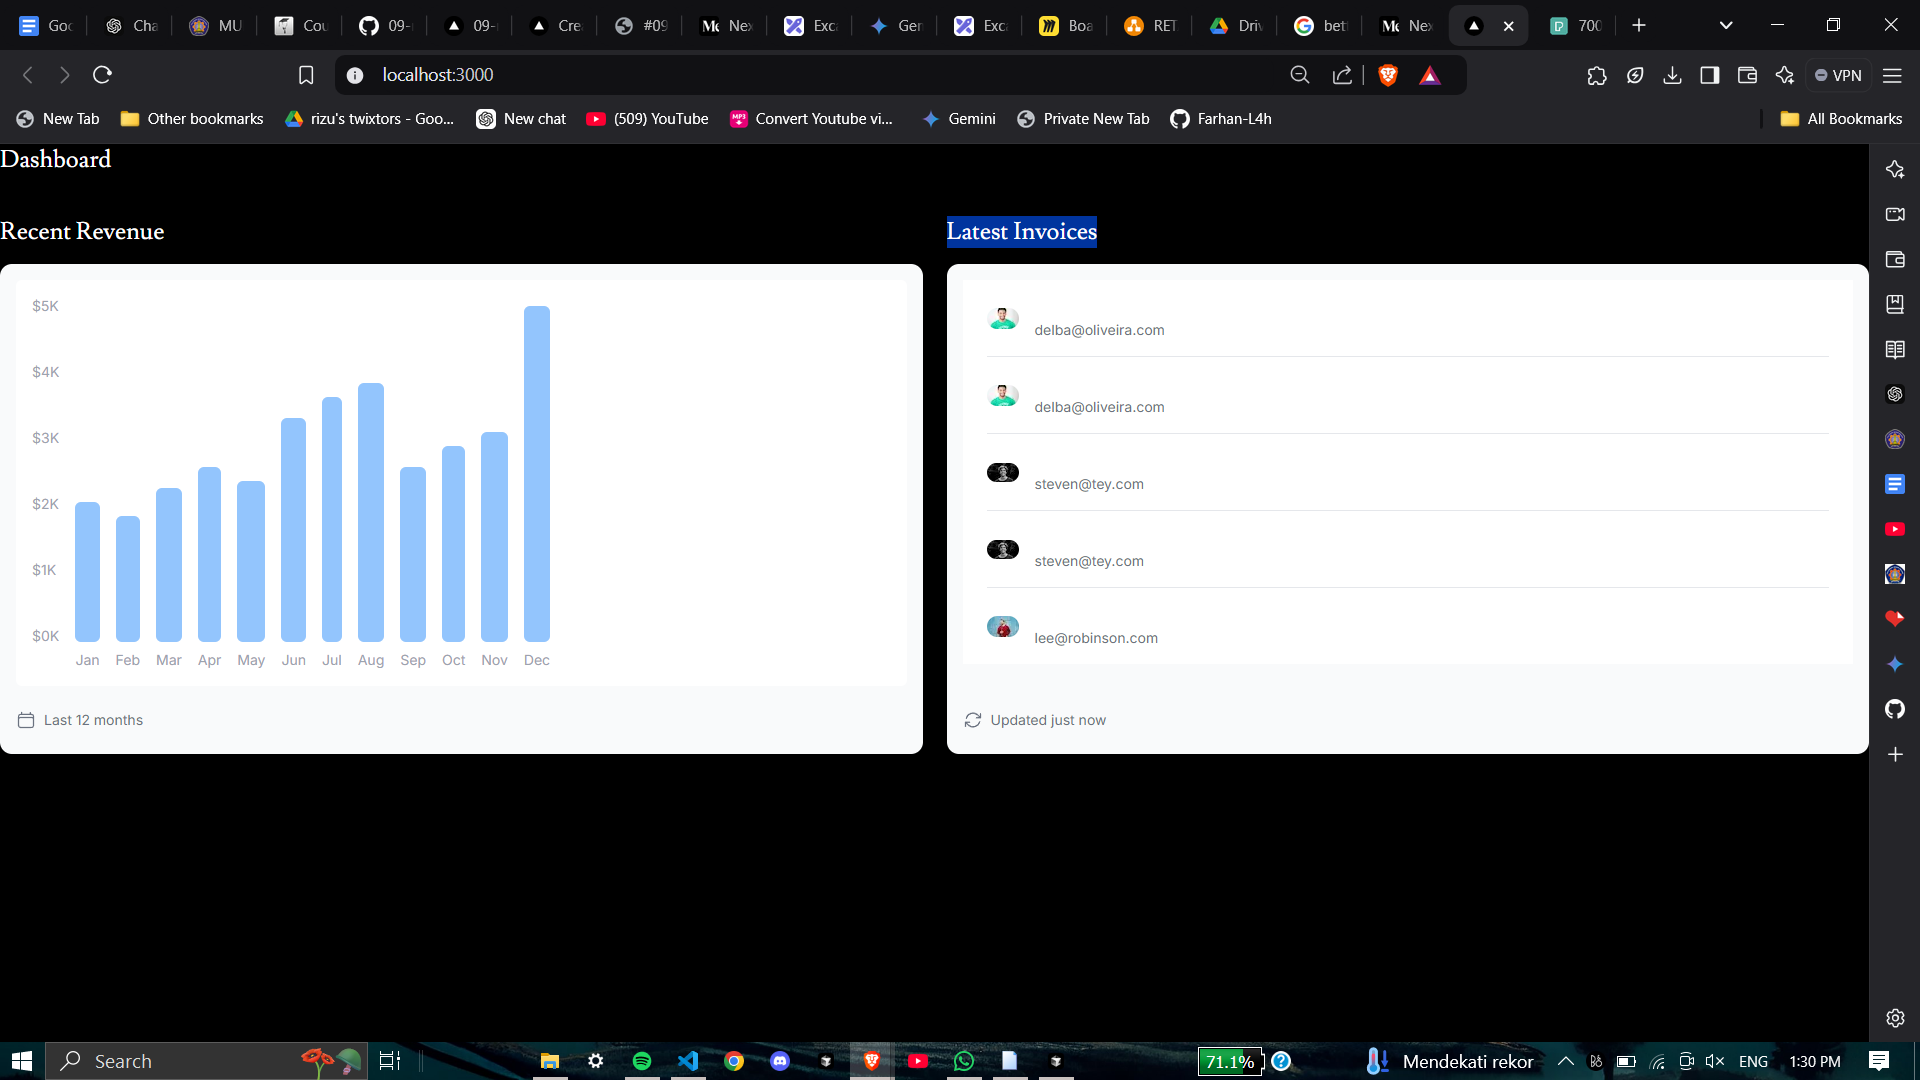 Goo
Cha
MU
Cou
09-
09-
Crea
#09
Nex
Exca
Gen
Exca
Boa
RET
Driv
bett
Nex
700
localhost:3000
VPN
New Tab
Other bookmarks
rizu's twixtors - Goo...
New chat
(509) YouTube
Convert Youtube vi...
Gemini
Private New Tab
Farhan-L4h
All Bookmarks
Dashboard
Recent Revenue
$5K
$4K
$3K
$2K
$1K
$0K
Jan Feb Mar Apr May Jun Jul Aug Sep Oct Nov Dec
Last 12 months
Latest Invoices
delba@oliveira.com
delba@oliveira.com
steven@tey.com
steven@tey.com
lee@robinson.com
Updated just now
Search
71.1%
Mendekati rekor
ENG
1:30 PM